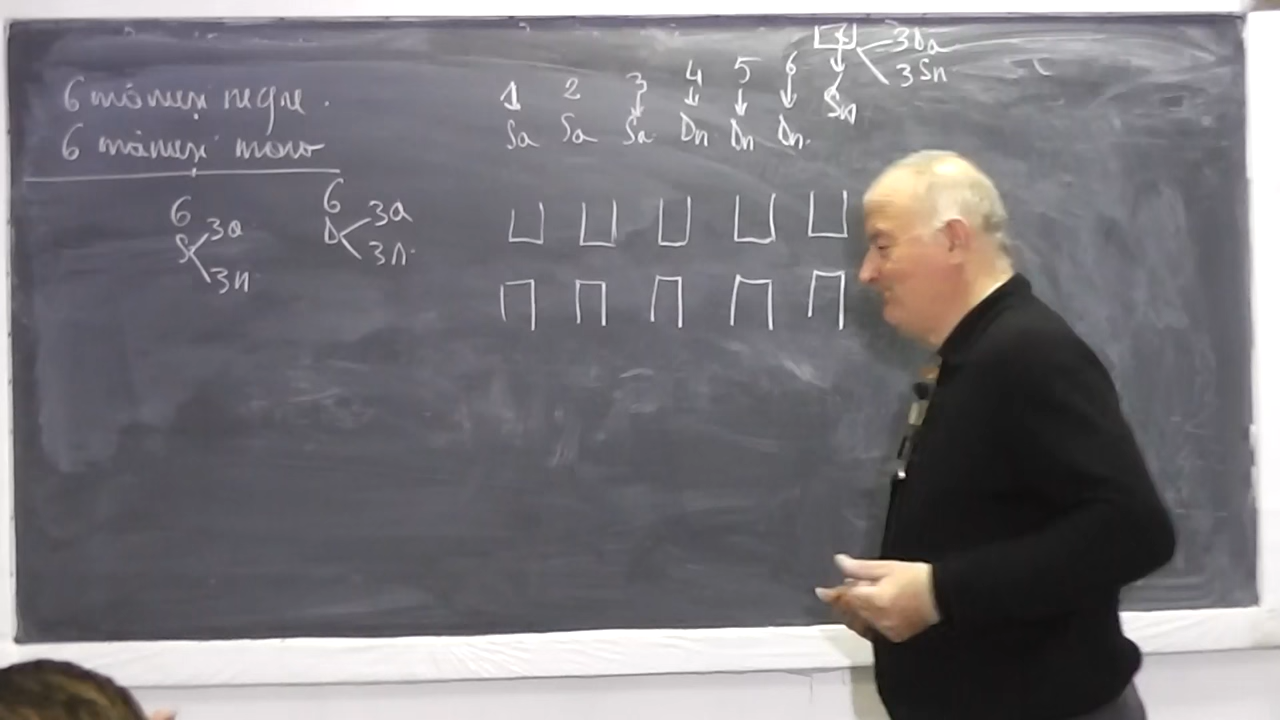 6 mănuși negre.
6 mănuși maro
6
S 3a
3n
6
D 3a
3n.
1 2 3 4 5 6
Sa Sa Sa Dn Dn Dn. Sn
3Da
3Sn